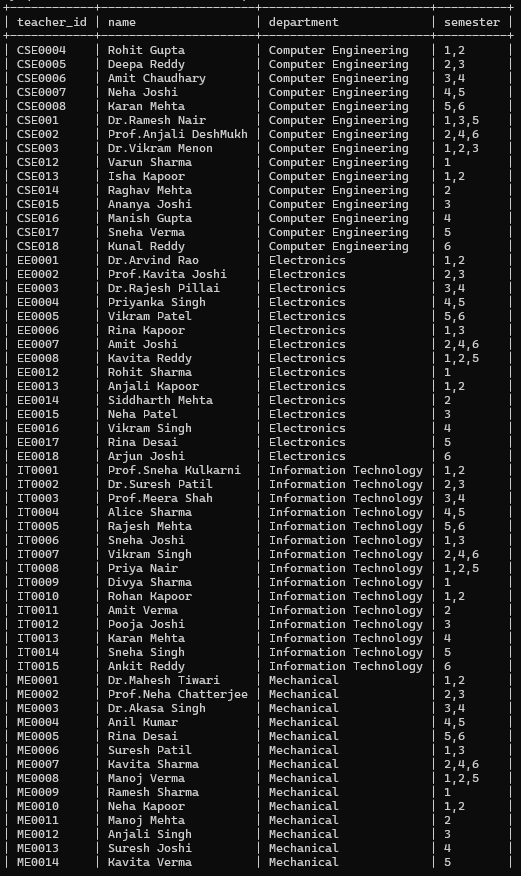 | teacher_id | name | department | semester |
| CSE0004 | Rohit Gupta | Computer Engineering | 1,2 |
| CSE0005 | Deepa Reddy | Computer Engineering | 2,3 |
| CSE0006 | Amit Chaudhary | Computer Engineering | 3,4 |
| CSE0007 | Neha Joshi | Computer Engineering | 4,5 |
| CSE0008 | Karan Mehta | Computer Engineering | 5,6 |
| CSE001 | Dr.Ramesh Nair | Computer Engineering | 1,3,5 |
| CSE002 | Prof.Anjali DeshMukh | Computer Engineering | 2,4,6 |
| CSE003 | Dr.Vikram Menon | Computer Engineering | 1,2,3 |
| CSE012 | Varun Sharma | Computer Engineering | 1 |
| CSE013 | Isha Kapoor | Computer Engineering | 1,2 |
| CSE014 | Raghav Mehta | Computer Engineering | 2 |
| CSE015 | Ananya Joshi | Computer Engineering | 3 |
| CSE016 | Manish Gupta | Computer Engineering | 4 |
| CSE017 | Sneha Verma | Computer Engineering | 5 |
| CSE018 | Kunal Reddy | Computer Engineering | 6 |
| EE0001 | Dr.Arvind Rao | Electronics | 1,2 |
| EE0002 | Prof.Kavita Joshi | Electronics | 2,3 |
| EE0003 | Dr.Rajesh Pillai | Electronics | 3,4 |
| EE0004 | Priyanka Singh | Electronics | 4,5 |
| EE0005 | Vikram Patel | Electronics | 5,6 |
| EE0006 | Rina Kapoor | Electronics | 1,3 |
| EE0007 | Amit Joshi | Electronics | 2,4,6 |
| EE0008 | Kavita Reddy | Electronics | 1,2,5 |
| EE0012 | Rohit Sharma | Electronics | 1 |
| EE0013 | Anjali Kapoor | Electronics | 1,2 |
| EE0014 | Siddharth Mehta | Electronics | 2 |
| EE0015 | Neha Patel | Electronics | 3 |
| EE0016 | Vikram Singh | Electronics | 4 |
| EE0017 | Rina Desai | Electronics | 5 |
| EE0018 | Arjun Joshi | Electronics | 6 |
| IT0001 | Prof.Sneha Kulkarni | Information Technology | 1,2 |
| IT0002 | Dr.Suresh Patil | Information Technology | 2,3 |
| IT0003 | Prof.Meera Shah | Information Technology | 3,4 |
| IT0004 | Alice Sharma | Information Technology | 4,5 |
| IT0005 | Rajesh Mehta | Information Technology | 5,6 |
| IT0006 | Sneha Joshi | Information Technology | 1,3 |
| IT0007 | Vikram Singh | Information Technology | 2,4,6 |
| IT0008 | Priya Nair | Information Technology | 1,2,5 |
| IT0009 | Divya Sharma | Information Technology | 1 |
| IT0010 | Rohan Kapoor | Information Technology | 1,2 |
| IT0011 | Amit Verma | Information Technology | 2 |
| IT0012 | Pooja Joshi | Information Technology | 3 |
| IT0013 | Karan Mehta | Information Technology | 4 |
| IT0014 | Sneha Singh | Information Technology | 5 |
| IT0015 | Ankit Reddy | Information Technology | 6 |
| ME0001 | Dr.Mahesh Tiwari | Mechanical | 1,2 |
| ME0002 | Prof.Neha Chatterjee | Mechanical | 2,3 |
| ME0003 | Dr.Akasa Singh | Mechanical | 3,4 |
| ME0004 | Anil Kumar | Mechanical | 4,5 |
| ME0005 | Rina Desai | Mechanical | 5,6 |
| ME0006 | Suresh Patil | Mechanical | 1,3 |
| ME0007 | Kavita Sharma | Mechanical | 2,4,6 |
| ME0008 | Manoj Verma | Mechanical | 1,2,5 |
| ME0009 | Ramesh Sharma | Mechanical | 1 |
| ME0010 | Neha Kapoor | Mechanical | 1,2 |
| ME0011 | Manoj Mehta | Mechanical | 2 |
| ME0012 | Anjali Singh | Mechanical | 3 |
| ME0013 | Suresh Joshi | Mechanical | 4 |
| ME0014 | Kavita Verma | Mechanical | 5 |